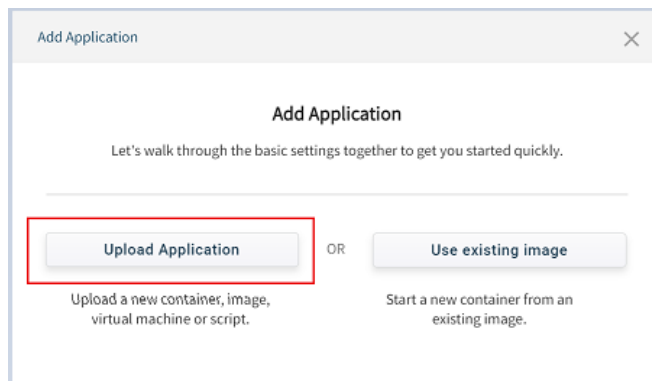 Add Application
Add Application
Let's walk through the basic settings together to get you started quickly.
Upload Application
OR
Use existing image
Upload a new container, image,
virtual machine or script.
Start a new container from an
existing image.